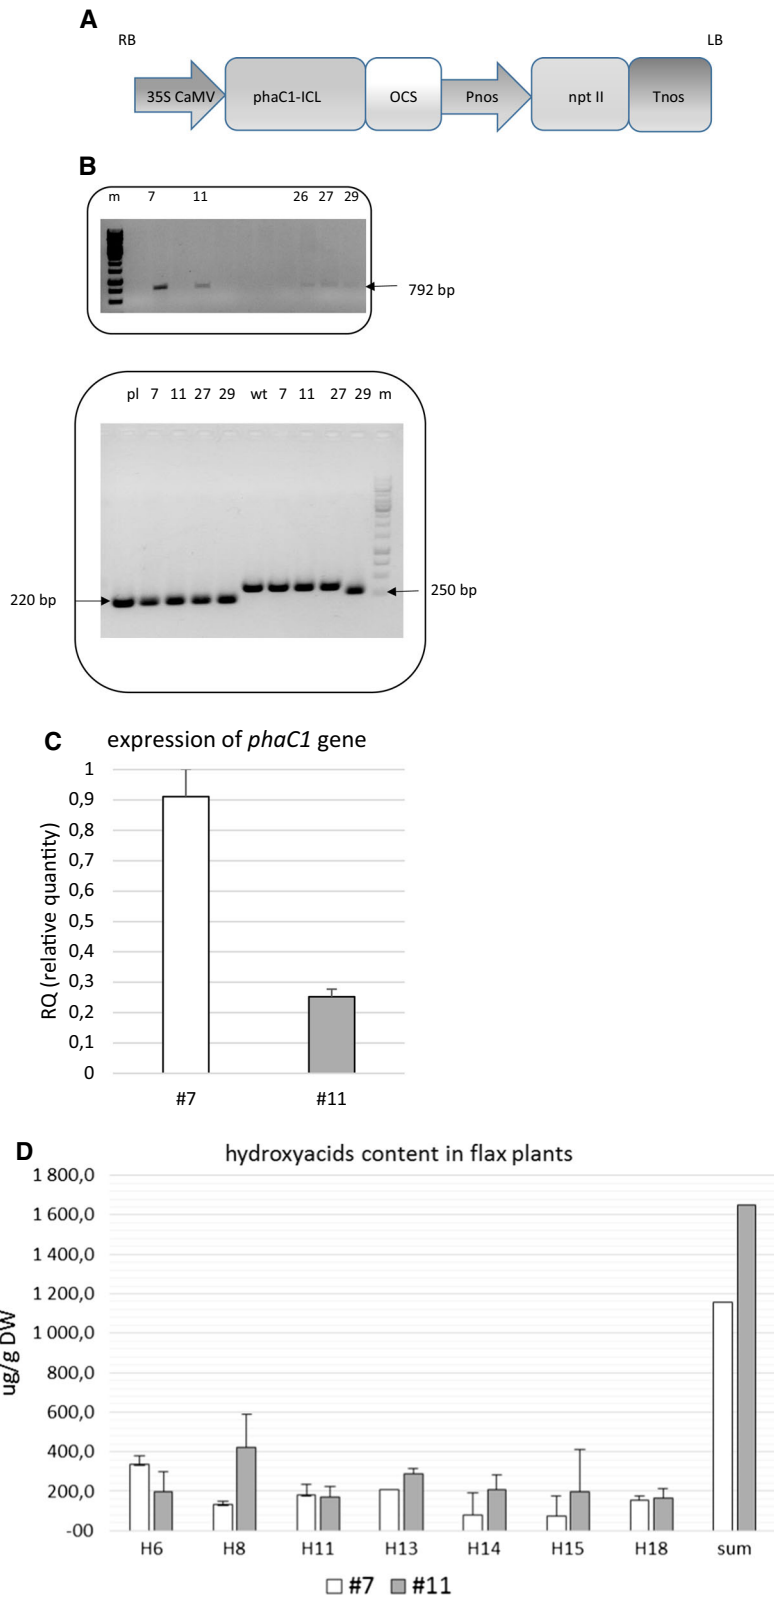 A
RB LB
35S CaMV phaC1-ICL OCS Pnos npt II Tnos
B
m 7 11 26 27 29
792 bp
pl 7 11 27 29 wt 7 11 27 29 m
220 bp
250 bp
C expression of phaC1 gene
RQ (relative quantity)
1
0,9
0,8
0,7
0,6
0,5
0,4
0,3
0,2
0,1
0
#7 #11
D hydroxyacids content in flax plants
ug/g DW
1 800,0
1 600,0
1 400,0
1 200,0
1 000,0
800,0
600,0
400,0
200,0
-00
H6 H8 H11 H13 H14 H15 H18 sum
#7 #11